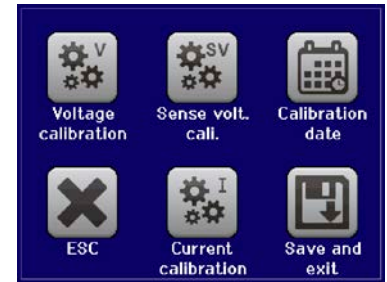 V
SV
Voltage
calibration
Sense volt.
cali.
Calibration
date
I
ESC
Current
calibration
Save and
exit